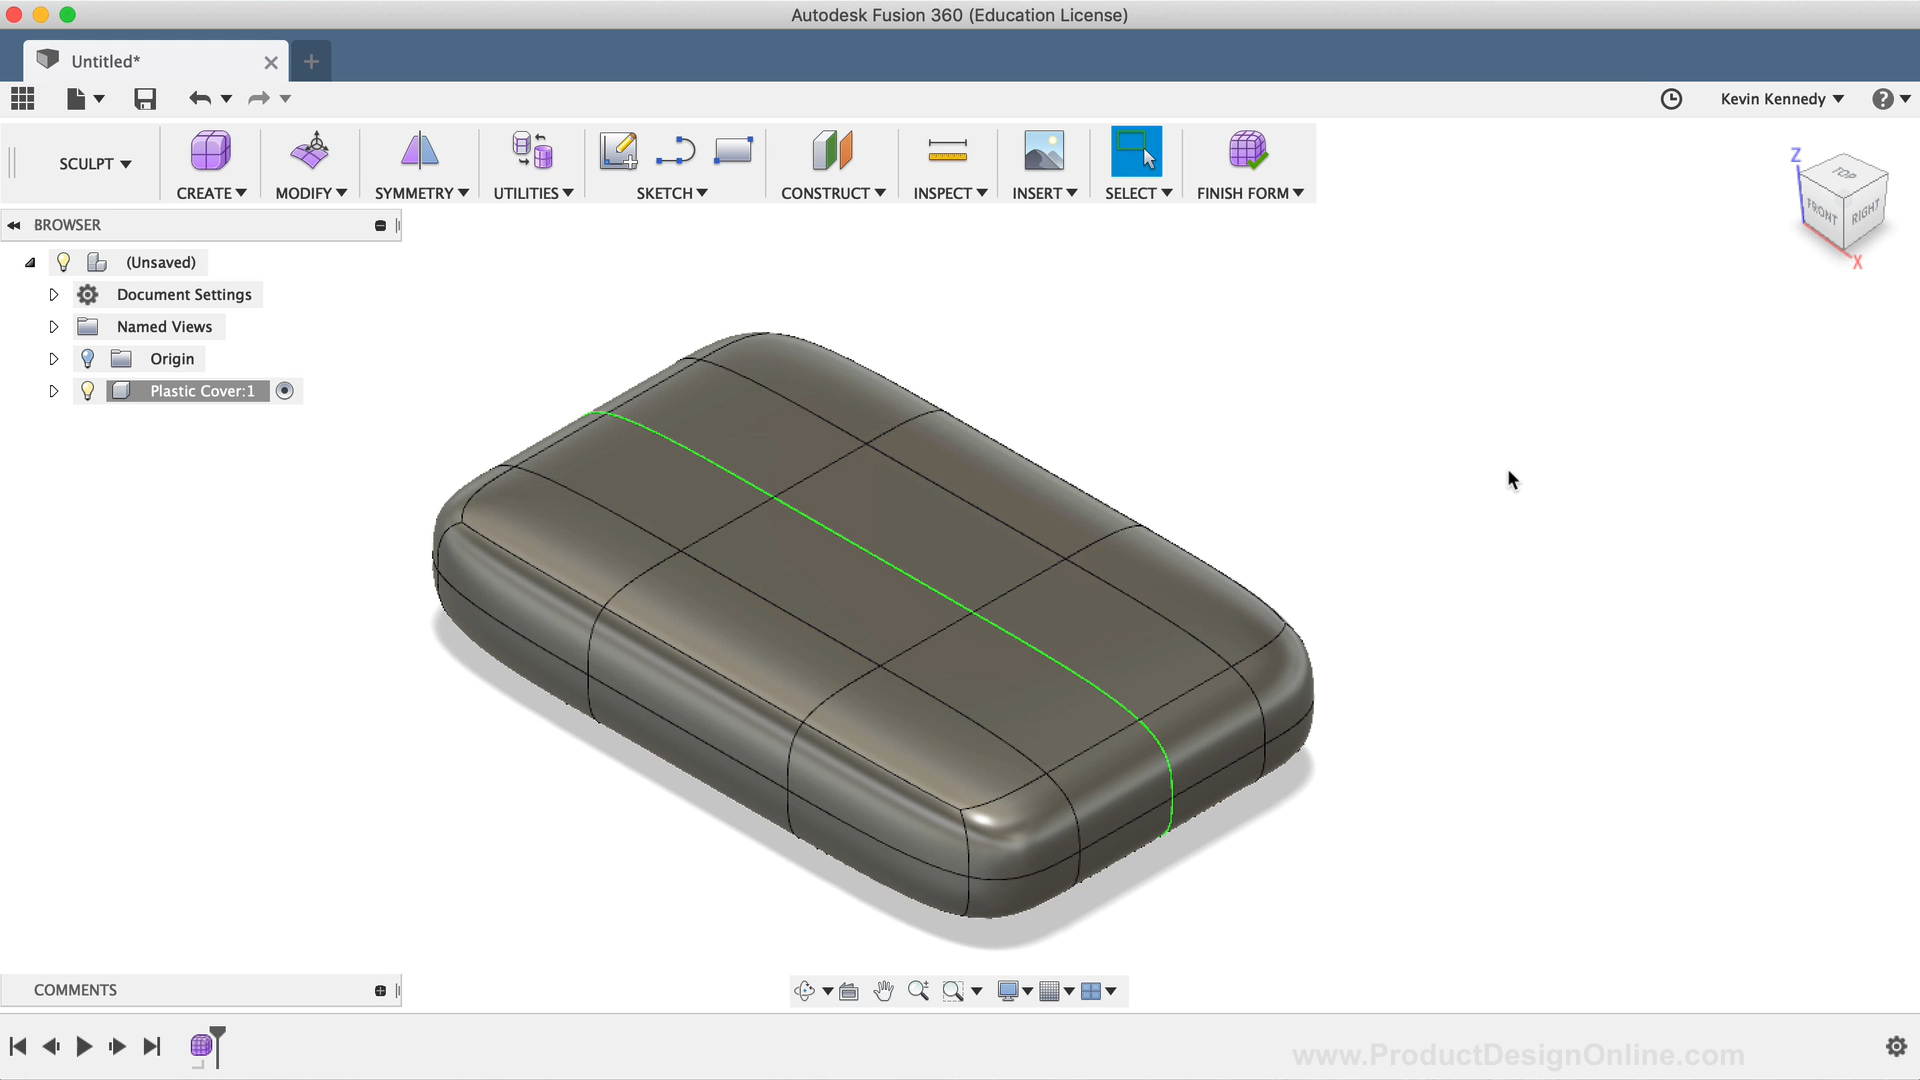 Autodesk Fusion 360 (Education License)
Untitled*
Kevin Kennedy
SCULPT
CREATE
MODIFY
SYMMETRY
UTILITIES
SKETCH
CONSTRUCT
INSPECT
INSERT
SELECT
FINISH FORM
Z
TOP
FRONT
RIGHT
X
BROWSER
(Unsaved)
Document Settings
Named Views
Origin
Plastic Cover:1
COMMENTS
www.ProductDesignOnline.com